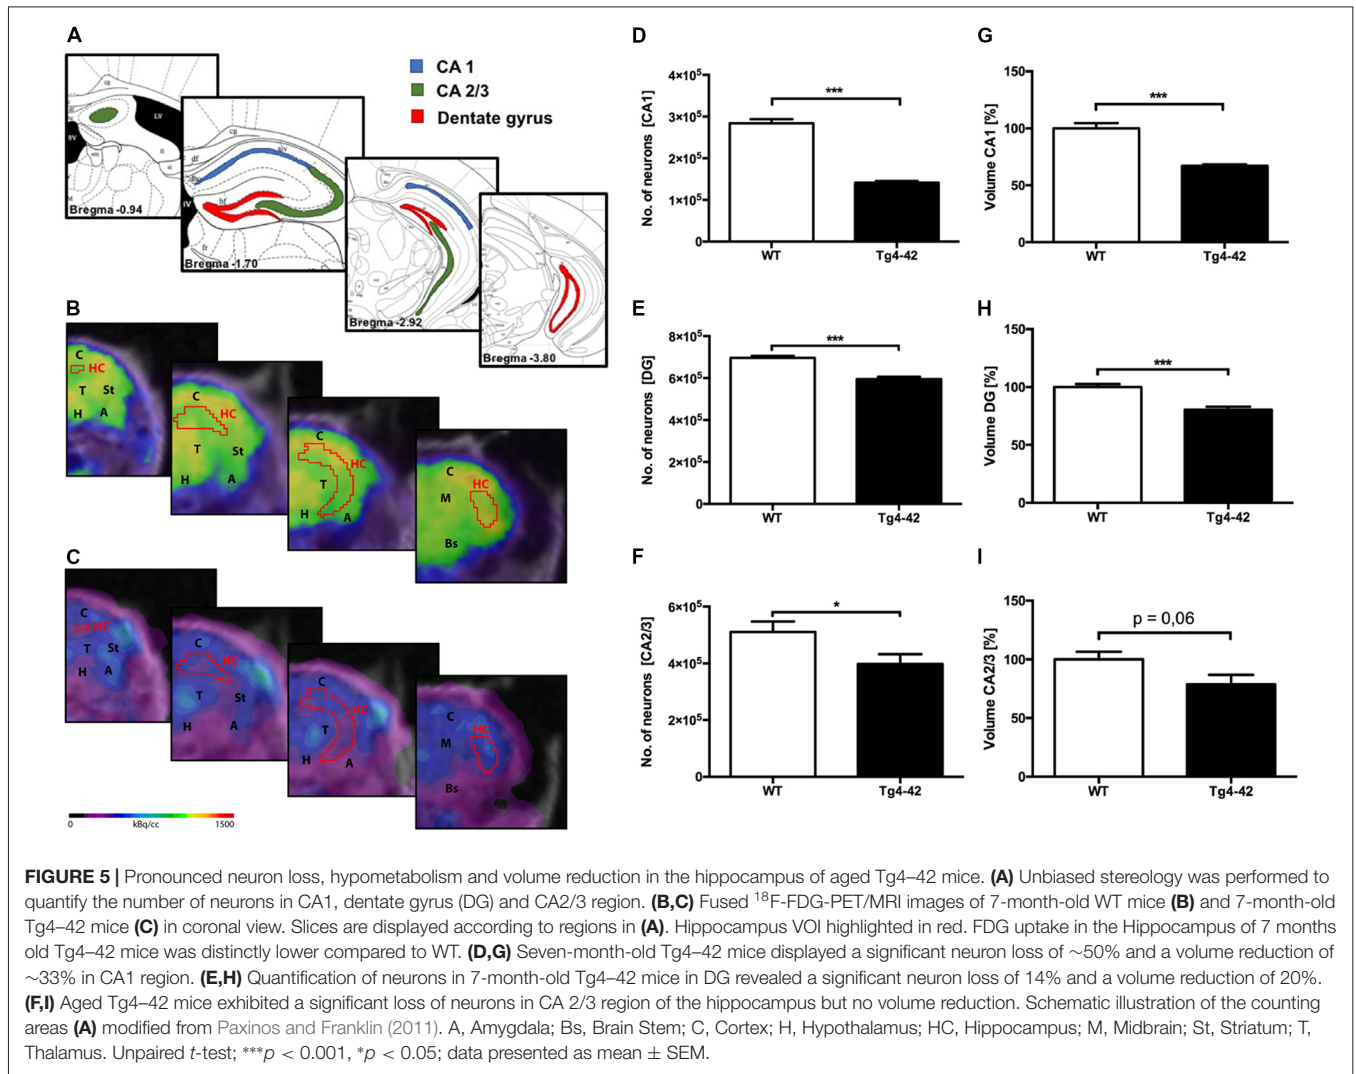 A
CA 1
CA 2/3
Dentate gyrus
Bregma -0.94
Bregma -1.70
Bregma -2.92
Bregma -3.80
B
C
HC
T St
H A
C
HC
T St
H A
C
HC
T
H A
C
HC
M
Bs
C
C
HC
T St
H A
C
HC
T St
H A
C
HC
T
H A
C
HC
M
Bs
0 kBq/cc 1500
D
No. of neurons [CA1]
4×10⁵
3×10⁵
2×10⁵
1×10⁵
0
***
WT Tg4-42
E
No. of neurons [DG]
8×10⁵
6×10⁵
4×10⁵
2×10⁵
0
***
WT Tg4-42
F
No. of neurons [CA2/3]
6×10⁵
4×10⁵
2×10⁵
0
*
WT Tg4-42
G
Volume CA1 [%]
150
100
50
0
***
WT Tg4-42
H
Volume DG [%]
150
100
50
0
***
WT Tg4-42
I
Volume CA2/3 [%]
150
100
50
0
p = 0,06
WT Tg4-42
FIGURE 5 | Pronounced neuron loss, hypometabolism and volume reduction in the hippocampus of aged Tg4–42 mice. (A) Unbiased stereology was performed to
quantify the number of neurons in CA1, dentate gyrus (DG) and CA2/3 region. (B,C) Fused ¹⁸F-FDG-PET/MRI images of 7-month-old WT mice (B) and 7-month-old
Tg4–42 mice (C) in coronal view. Slices are displayed according to regions in (A). Hippocampus VOI highlighted in red. FDG uptake in the Hippocampus of 7 months
old Tg4–42 mice was distinctly lower compared to WT. (D,G) Seven-month-old Tg4–42 mice displayed a significant neuron loss of ~50% and a volume reduction of
~33% in CA1 region. (E,H) Quantification of neurons in 7-month-old Tg4–42 mice in DG revealed a significant neuron loss of 14% and a volume reduction of 20%.
(F,I) Aged Tg4–42 mice exhibited a significant loss of neurons in CA 2/3 region of the hippocampus but no volume reduction. Schematic illustration of the counting
areas (A) modified from Paxinos and Franklin (2011). A, Amygdala; Bs, Brain Stem; C, Cortex; H, Hypothalamus; HC, Hippocampus; M, Midbrain; St, Striatum; T,
Thalamus. Unpaired t-test; ***p < 0.001, *p < 0.05; data presented as mean ± SEM.